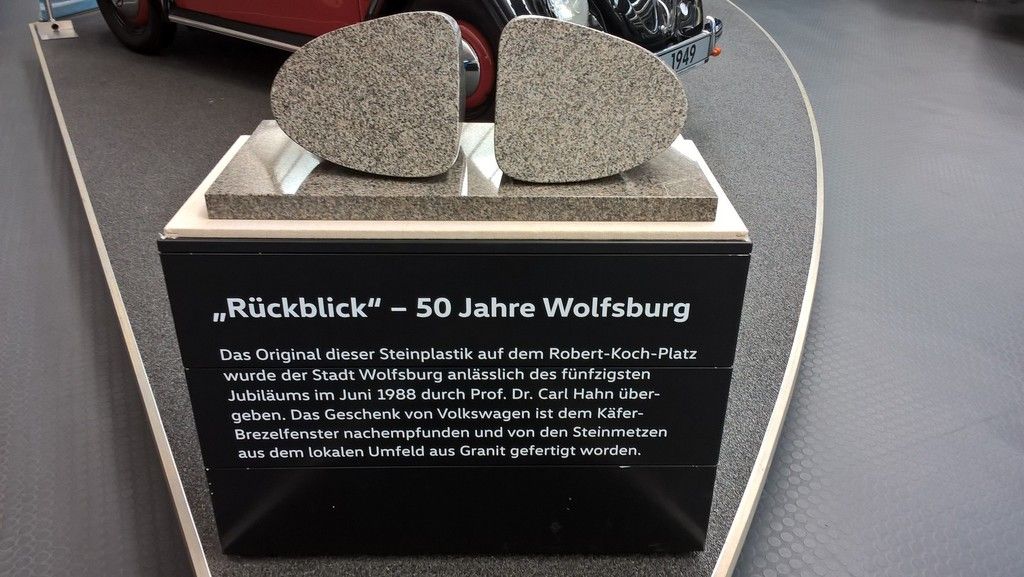 1949
„Rückblick“ – 50 Jahre Wolfsburg
Das Original dieser Steinplastik auf dem Robert-Koch-Platz
wurde der Stadt Wolfsburg anlässlich des fünfzigsten
Jubiläums im Juni 1988 durch Prof. Dr. Carl Hahn über-
geben. Das Geschenk von Volkswagen ist dem Käfer-
Brezelfenster nachempfunden und von den Steinmetzen
aus dem lokalen Umfeld aus Granit gefertigt worden.